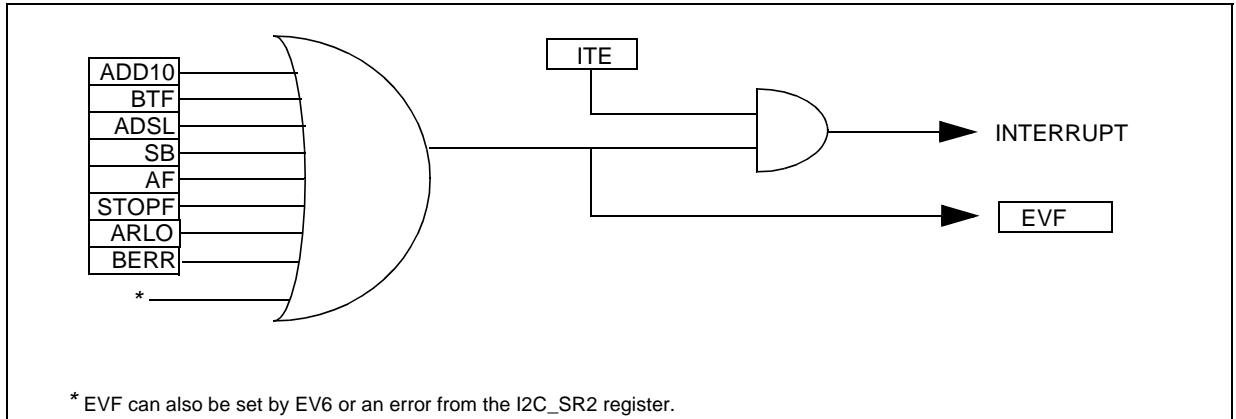 ITE
ADD10
BTF
ADSL
SB
AF
STOPF
ARLO
BERR
*
INTERRUPT
EVF
* EVF can also be set by EV6 or an error from the I2C_SR2 register.